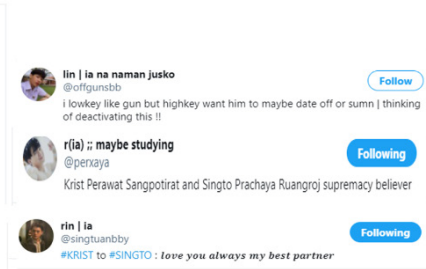 lin | ia na naman jusko
@offgunsbb
Follow
i lowkey like gun but highkey want him to maybe date off or sumn | thinking
of deactivating this !!
r(ia) ;; maybe studying
@perxaya
Following
Krist Perawat Sangpotirat and Singto Prachaya Ruangroj supremacy believer
rin | ia
@singtuanbby
Following
#KRIST to #SINGTO : 𝒍𝒐𝒗𝒆 𝒚𝒐𝒖 𝒂𝒍𝒘𝒂𝒚𝒔 𝒎𝒚 𝒃𝒆𝒔𝒕 𝒑𝒂𝒓𝒕𝒏𝒆𝒓